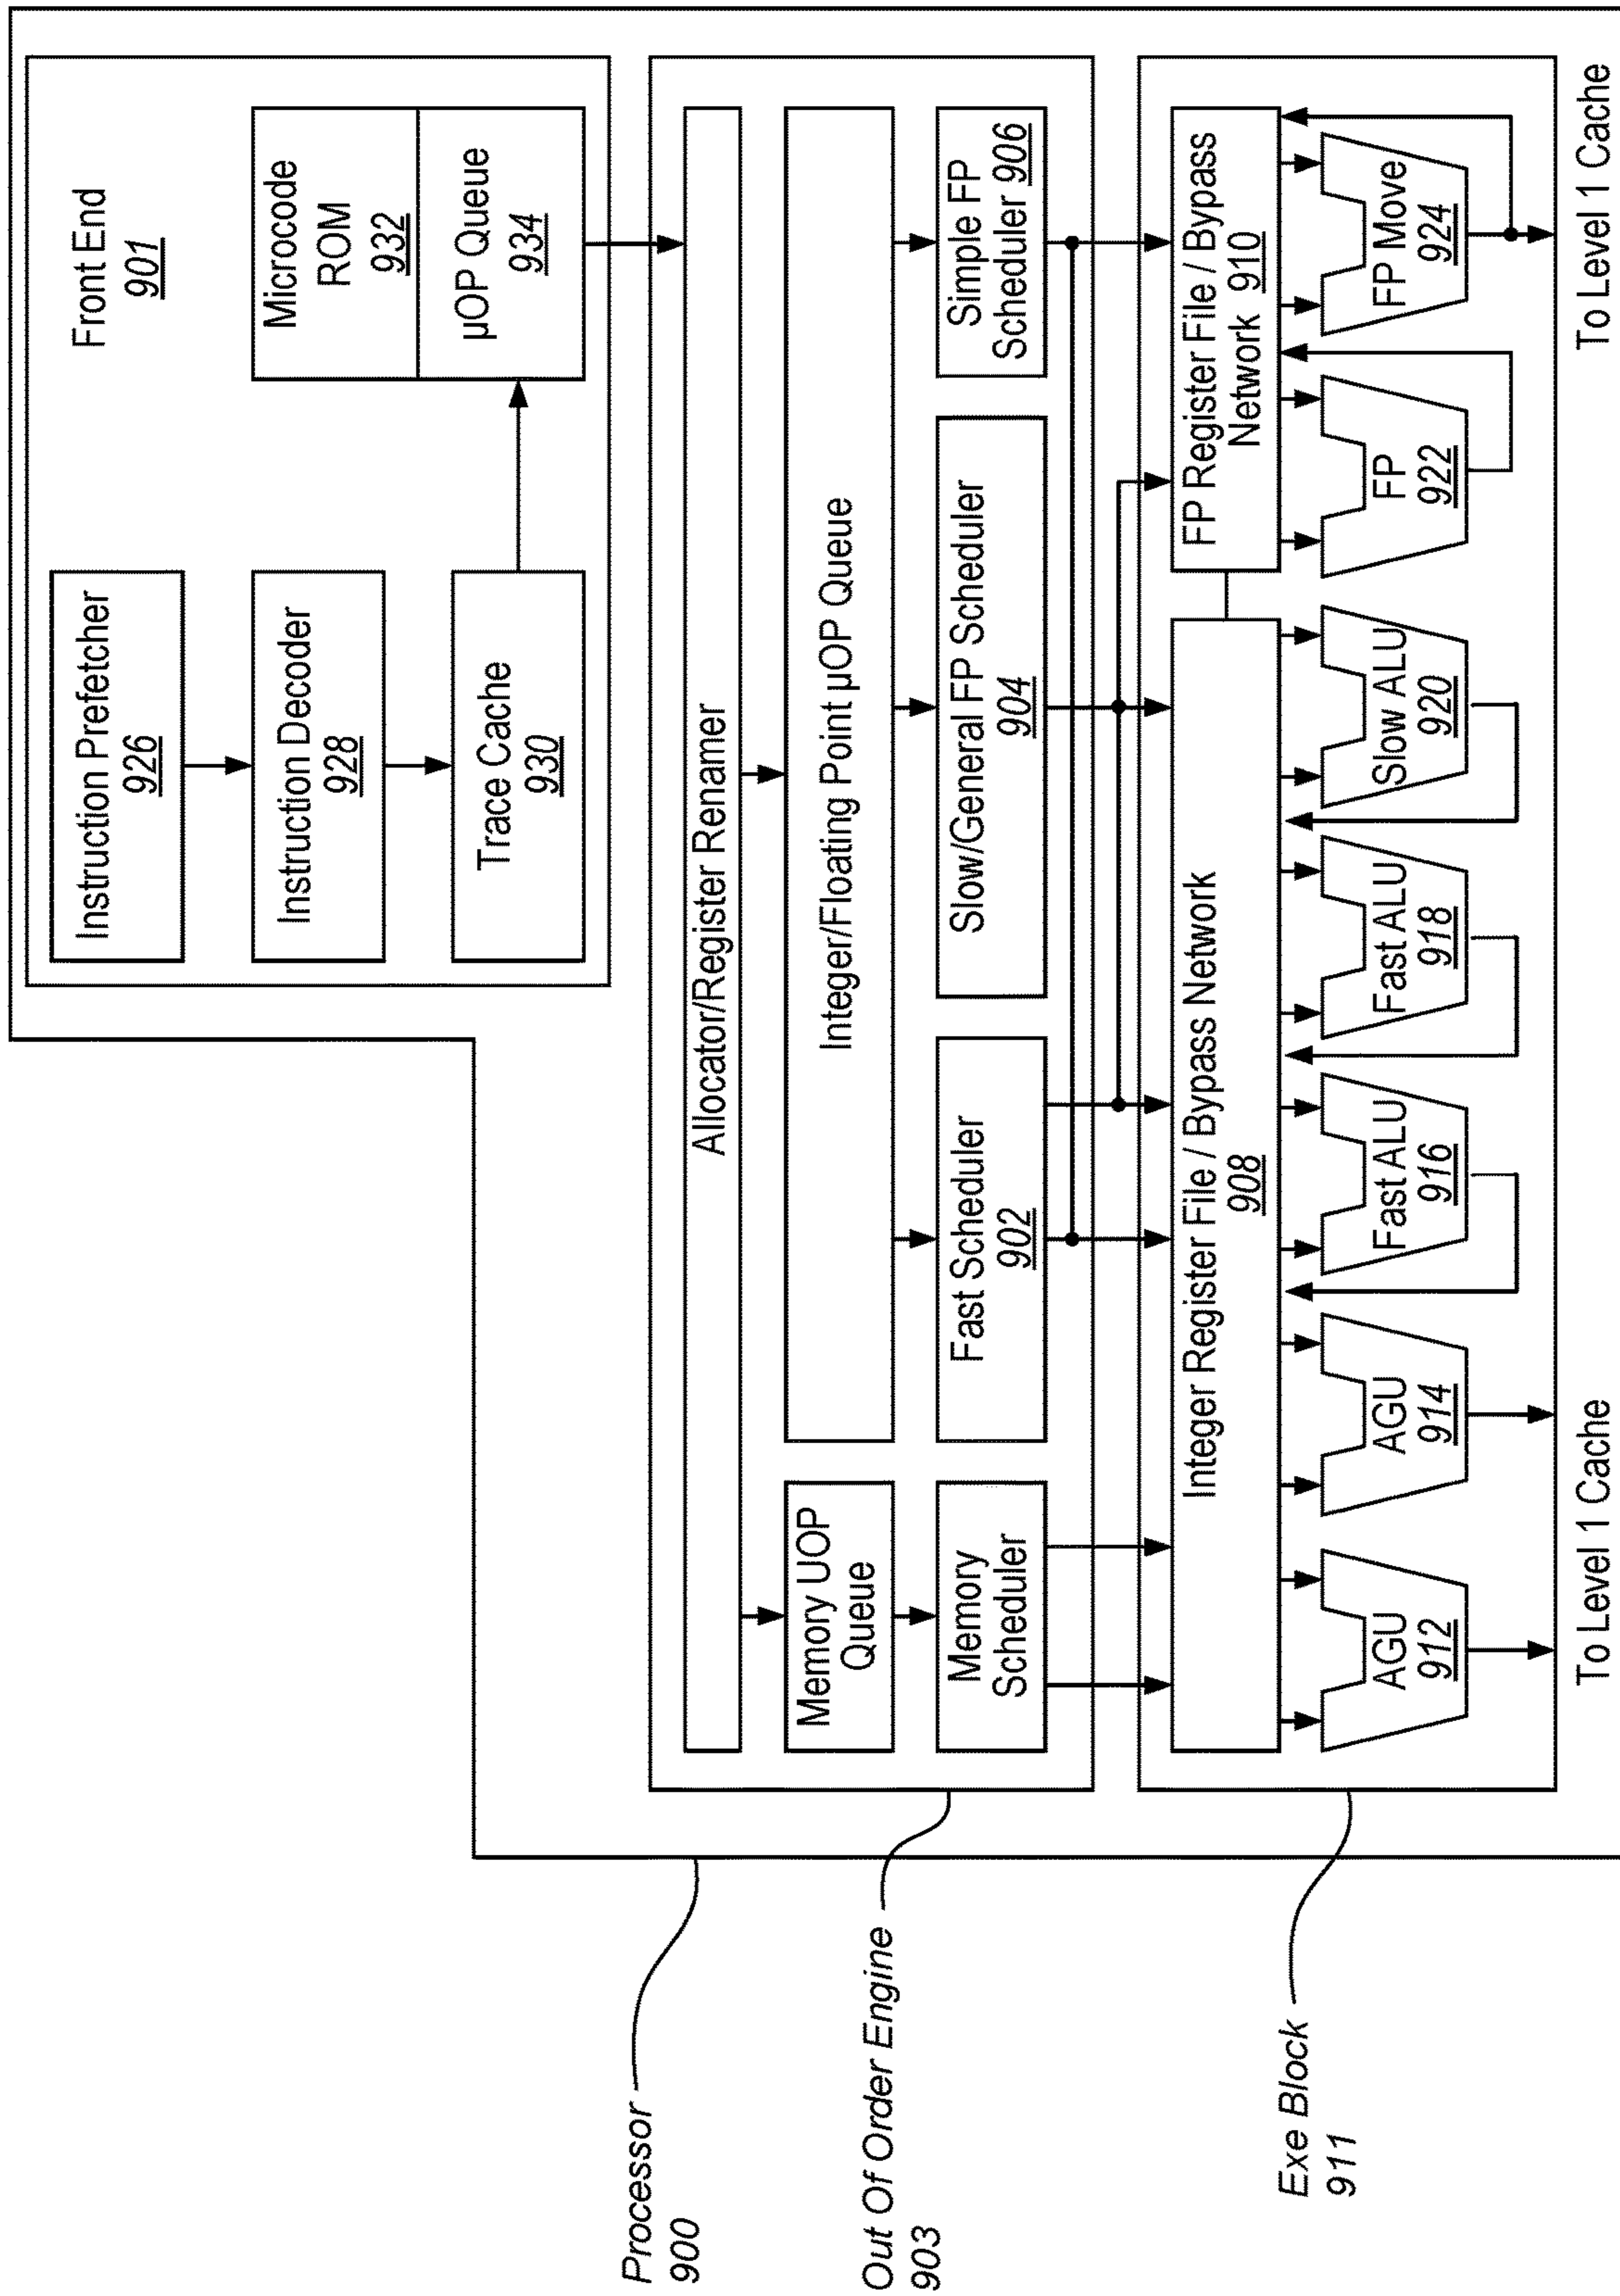 Front End
901
Instruction Prefetcher
926
Instruction Decoder
928
Trace Cache
930
Microcode
ROM
932
µOP Queue
934
Processor
900
Allocator/Register Renamer
Memory UOP
Queue
Integer/Floating Point µOP Queue
Out Of Order Engine
903
Memory
Scheduler
Fast Scheduler
902
Slow/General FP Scheduler
904
Simple FP
Scheduler 906
Exe Block
911
Integer Register File / Bypass Network
908
FP Register File / Bypass
Network 910
AGU
912
AGU
914
Fast ALU
916
Fast ALU
918
Slow ALU
920
FP
922
FP Move
924
To Level 1 Cache
To Level 1 Cache